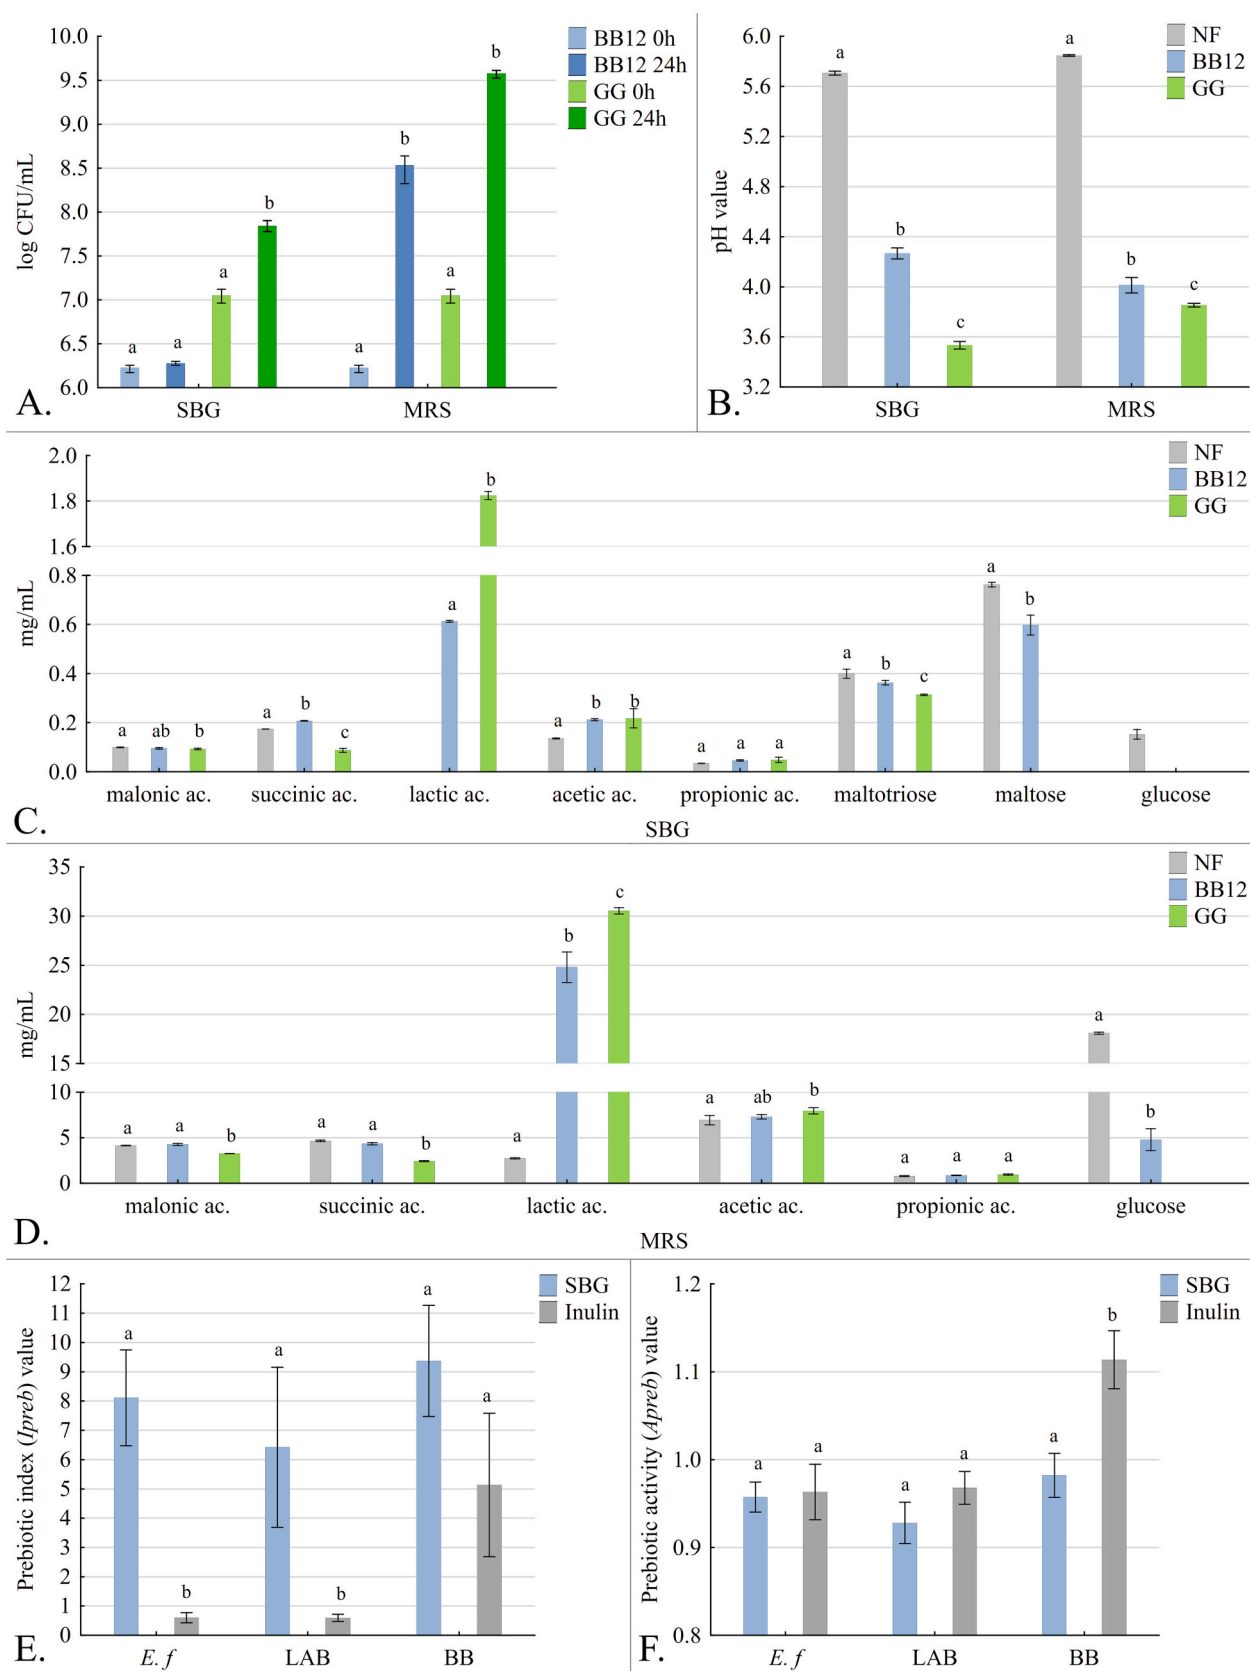 10.0
9.5
9.0
8.5
8.0
7.5
7.0
6.5
6.0
log CFU/mL
a
a
a
b
a
b
a
b
BB12 0h
BB12 24h
GG 0h
GG 24h
SBG
MRS
A.
6.0
5.6
5.2
4.8
4.4
4.0
3.6
3.2
pH value
a
b
c
a
b
c
NF
BB12
GG
SBG
MRS
B.
2.0
1.8
1.6
0.8
0.6
0.4
0.2
0.0
mg/mL
NF
BB12
GG
a
ab
b
a
b
c
a
b
a
b
b
a
a
a
a
b
c
a
b
malonic ac.
succinic ac.
lactic ac.
acetic ac.
propionic ac.
maltotriose
maltose
glucose
C.
SBG
35
30
25
20
15
10
5
0
mg/mL
NF
BB12
GG
a
a
b
a
a
b
a
b
c
a
ab
b
a
a
a
a
b
malonic ac.
succinic ac.
lactic ac.
acetic ac.
propionic ac.
glucose
D.
MRS
12
11
10
9
8
7
6
5
4
3
2
1
0
Prebiotic index (Ipreb) value
a
b
a
b
a
a
SBG
Inulin
E. f
LAB
BB
E.
1.2
1.1
1.0
0.9
0.8
Prebiotic activity (Apreb) value
a
a
a
a
a
b
SBG
Inulin
E. f
LAB
BB
F.